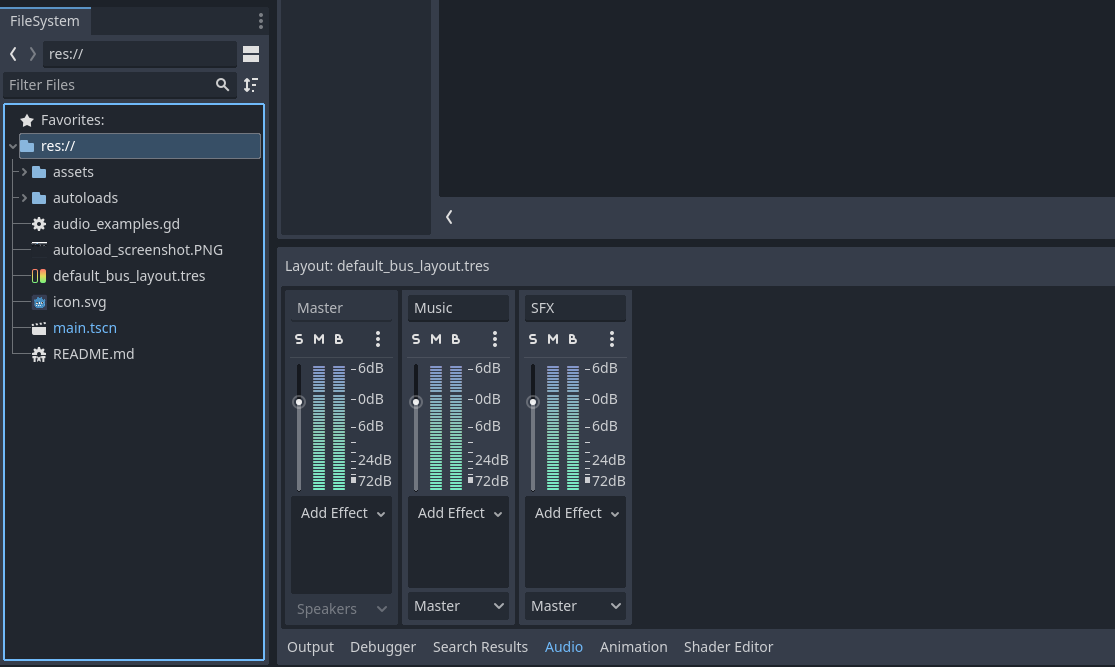 FileSystem
res://
Filter Files
Favorites:
res://
assets
autoloads
audio_examples.gd
autoload_screenshot.PNG
default_bus_layout.tres
icon.svg
main.tscn
README.md
Layout: default_bus_layout.tres
Master Music SFX
S M B S M B S M B
6dB 6dB 6dB
0dB 0dB 0dB
6dB 6dB 6dB
24dB 24dB 24dB
72dB 72dB 72dB
Add Effect Add Effect Add Effect
Speakers Master Master
Output Debugger Search Results Audio Animation Shader Editor